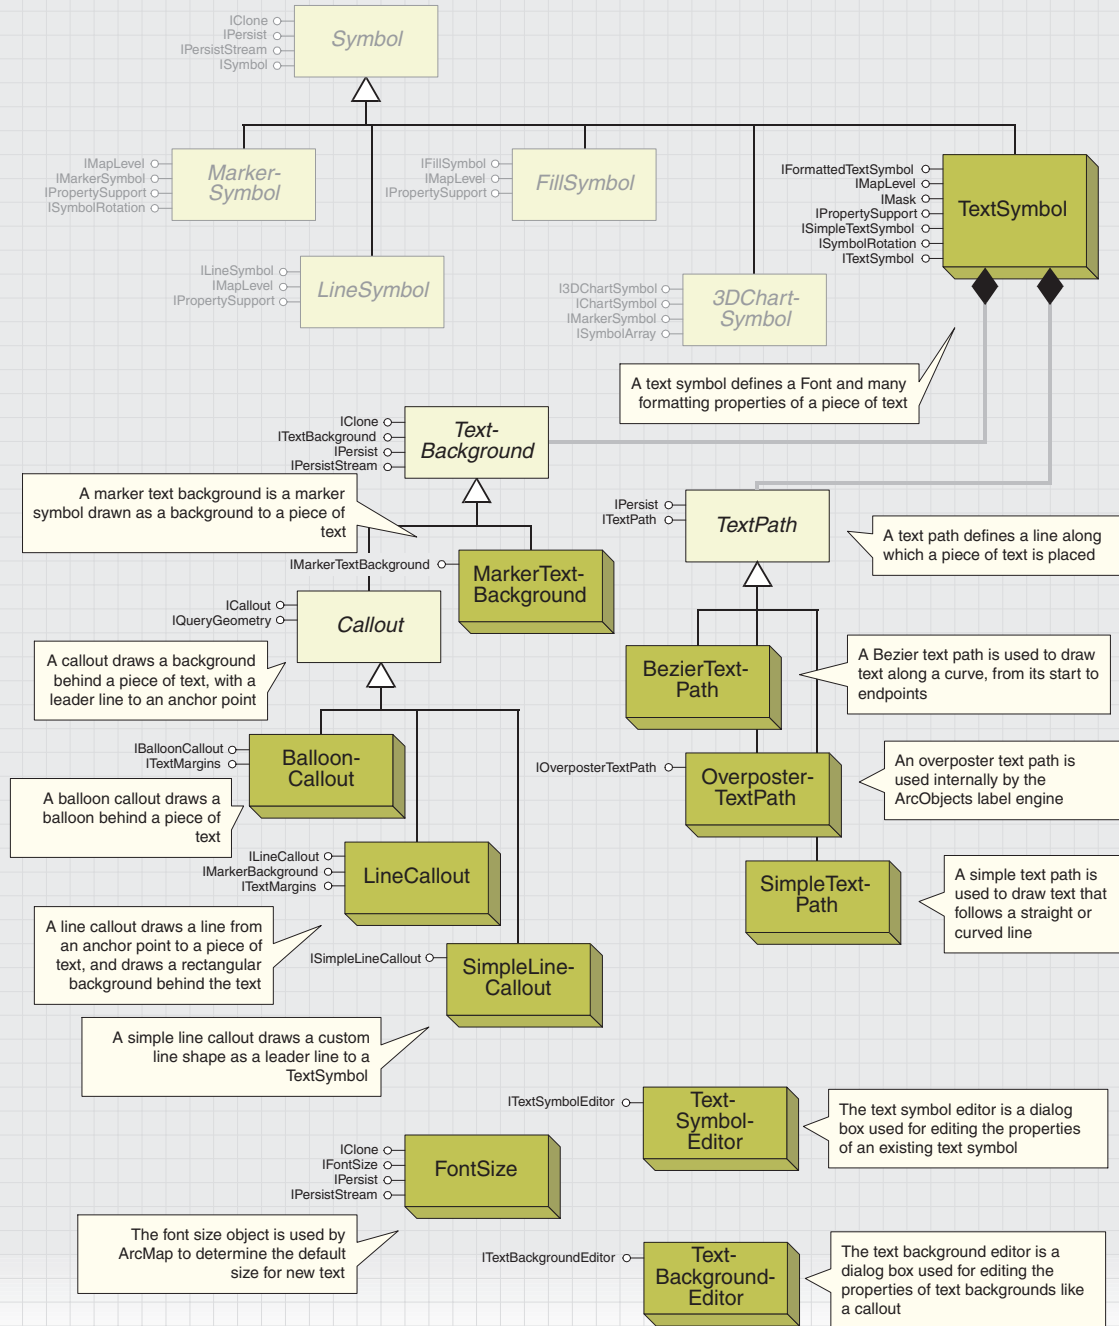 IClone
IPersist
IPersistStream
ISymbol
Symbol
IMapLevel
IMarkerSymbol
IPropertySupport
ISymbolRotation
Marker-
Symbol
IFillSymbol
IMapLevel
IPropertySupport
FillSymbol
IFormattedTextSymbol
IMapLevel
IMask
IPropertySupport
ISimpleTextSymbol
ISymbolRotation
ITextSymbol
TextSymbol
ILineSymbol
IMapLevel
IPropertySupport
LineSymbol
I3DChartSymbol
IChartSymbol
IMarkerSymbol
ISymbolArray
3DChart-
Symbol
A text symbol defines a Font and many
formatting properties of a piece of text
IClone
ITextBackground
IPersist
IPersistStream
Text-
Background
A marker text background is a marker
symbol drawn as a background to a piece of
text
IPersist
ITextPath
TextPath
A text path defines a line along
which a piece of text is placed
IMarkerTextBackground
MarkerText-
Background
ICallout
IQueryGeometry
Callout
A callout draws a background
behind a piece of text, with a
leader line to an anchor point
BezierText-
Path
A Bezier text path is used to draw
text along a curve, from its start to
endpoints
IBalloonCallout
ITextMargins
Balloon-
Callout
A balloon callout draws a
balloon behind a piece of
text
IOverposterTextPath
Overposter-
TextPath
An overposter text path is
used internally by the
ArcObjects label engine
ILineCallout
IMarkerBackground
ITextMargins
LineCallout
SimpleText-
Path
A simple text path is
used to draw text that
follows a straight or
curved line
A line callout draws a line from
an anchor point to a piece of
text, and draws a rectangular
background behind the text
ISimpleLineCallout
SimpleLine-
Callout
A simple line callout draws a custom
line shape as a leader line to a
TextSymbol
ITextSymbolEditor
Text-
Symbol-
Editor
The text symbol editor is a dialog
box used for editing the properties
of an existing text symbol
IClone
IFontSize
IPersist
IPersistStream
FontSize
The font size object is used by
ArcMap to determine the default
size for new text
ITextBackgroundEditor
Text-
Background-
Editor
The text background editor is a
dialog box used for editing the
properties of text backgrounds like
a callout